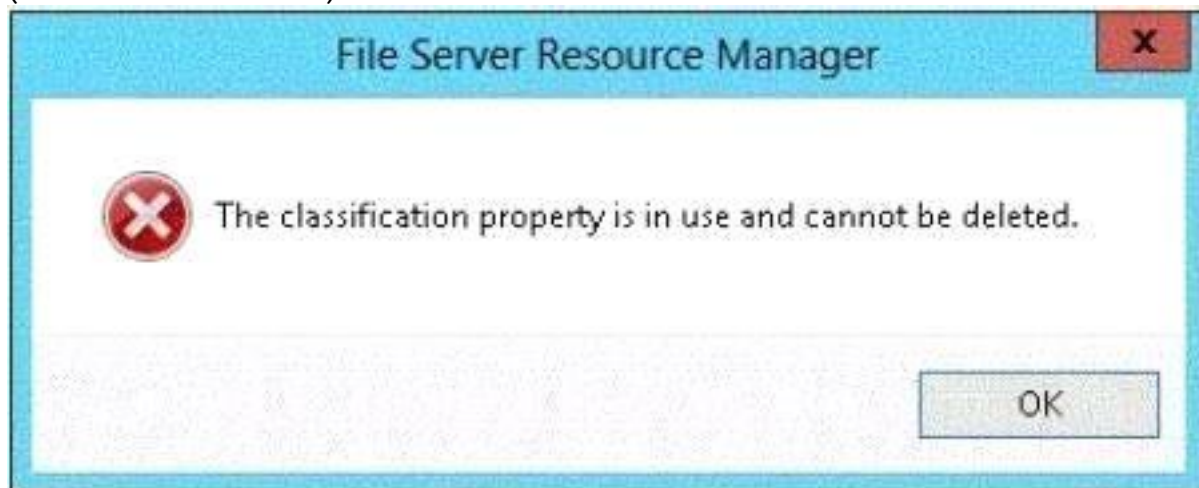 File Server Resource Manager
x
The classification property is in use and cannot be deleted.
OK